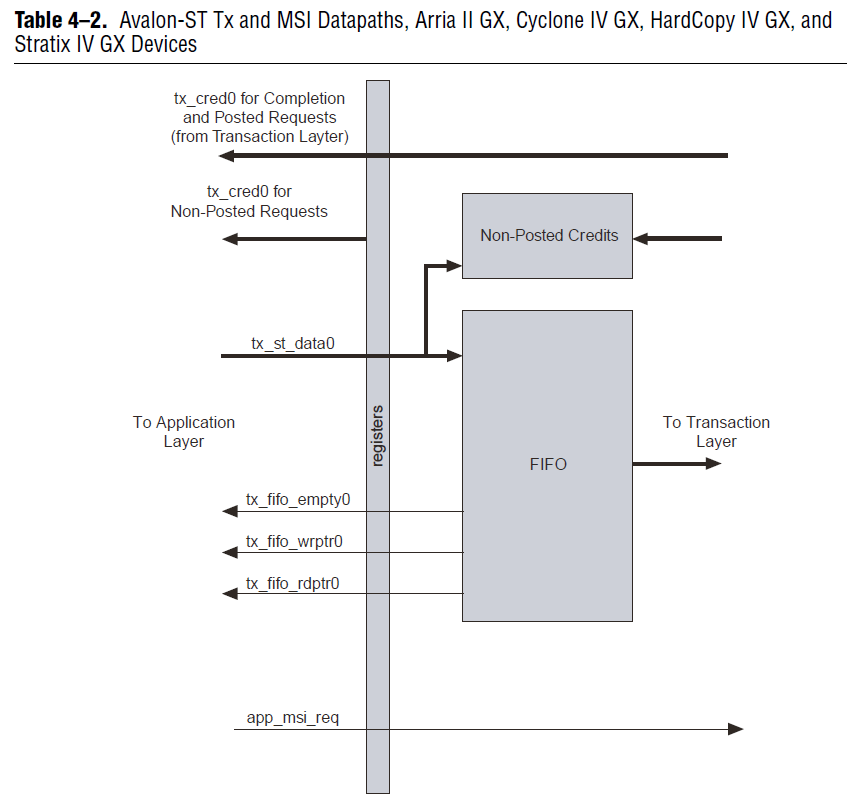 Table 4–2. Avalon-ST Tx and MSI Datapaths, Arria II GX, Cyclone IV GX, HardCopy IV GX, and
Stratix IV GX Devices
tx_cred0 for Completion
and Posted Requests
(from Transaction Layter)
tx_cred0 for
Non-Posted Requests
Non-Posted Credits
tx_st_data0
To Application
Layer
registers
FIFO
To Transaction
Layer
tx_fifo_empty0
tx_fifo_wrptr0
tx_fifo_rdptr0
app_msi_req